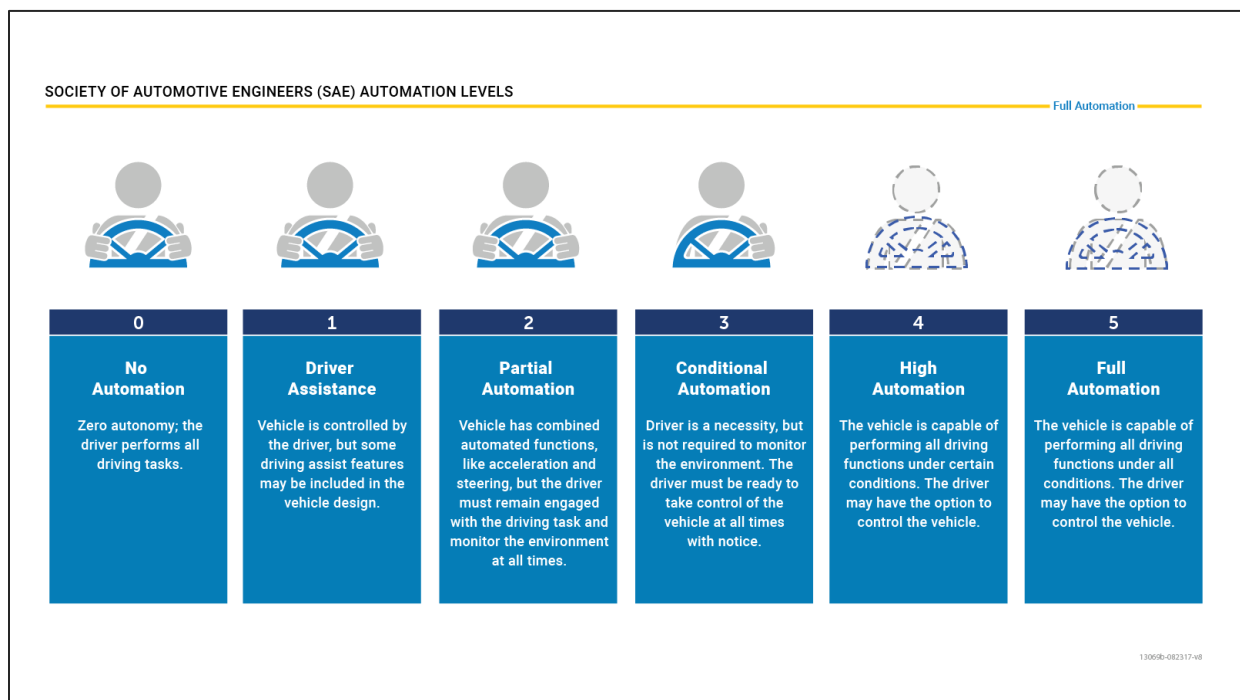 SOCIETY OF AUTOMOTIVE ENGINEERS (SAE) AUTOMATION LEVELS
Full Automation
0
No
Automation
Zero autonomy; the
driver performs all
driving tasks.
1
Driver
Assistance
Vehicle is controlled by
the driver, but some
driving assist features
may be included in the
vehicle design.
2
Partial
Automation
Vehicle has combined
automated functions,
like acceleration and
steering, but the driver
must remain engaged
with the driving task and
monitor the environment
at all times.
3
Conditional
Automation
Driver is a necessity, but
is not required to monitor
the environment. The
driver must be ready to
take control of the
vehicle at all times
with notice.
4
High
Automation
The vehicle is capable of
performing all driving
functions under certain
conditions. The driver
may have the option to
control the vehicle.
5
Full
Automation
The vehicle is capable of
performing all driving
functions under all
conditions. The driver
may have the option to
control the vehicle.
13069b-082317-v8